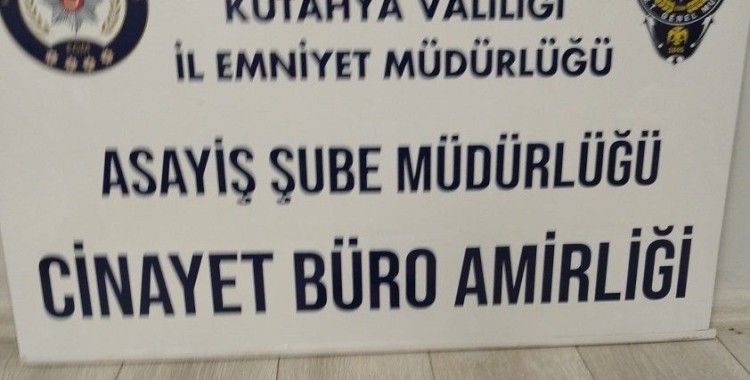 KÜTAHYA VALİLİĞİ
İL EMNİYET MÜDÜRLÜĞÜ
ASAYİŞ ŞUBE MÜDÜRLÜĞÜ
CİNAYET BÜRO AMİRLİĞİ